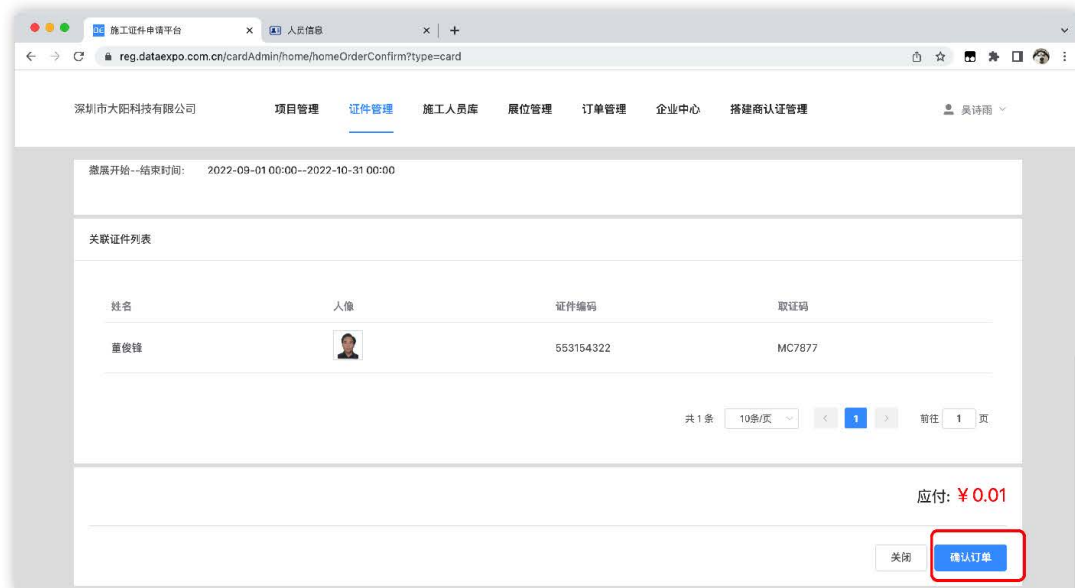 施工证件申请平台 × 人员信息 × +
reg.dataexpo.com.cn/cardAdmin/home/homeOrderConfirm?type=card
深圳市大阳科技有限公司 项目管理 证件管理 施工人员库 展位管理 订单管理 企业中心 搭建商认证管理 吴诗雨
撤展开始--结束时间: 2022-09-01 00:00--2022-10-31 00:00
关联证件列表
姓名 人像 证件编码 取证码
董俊锋 553154322 MC7877
共 1 条 10条/页 < 1 > 前往 1 页
应付: ￥0.01
关闭 确认订单